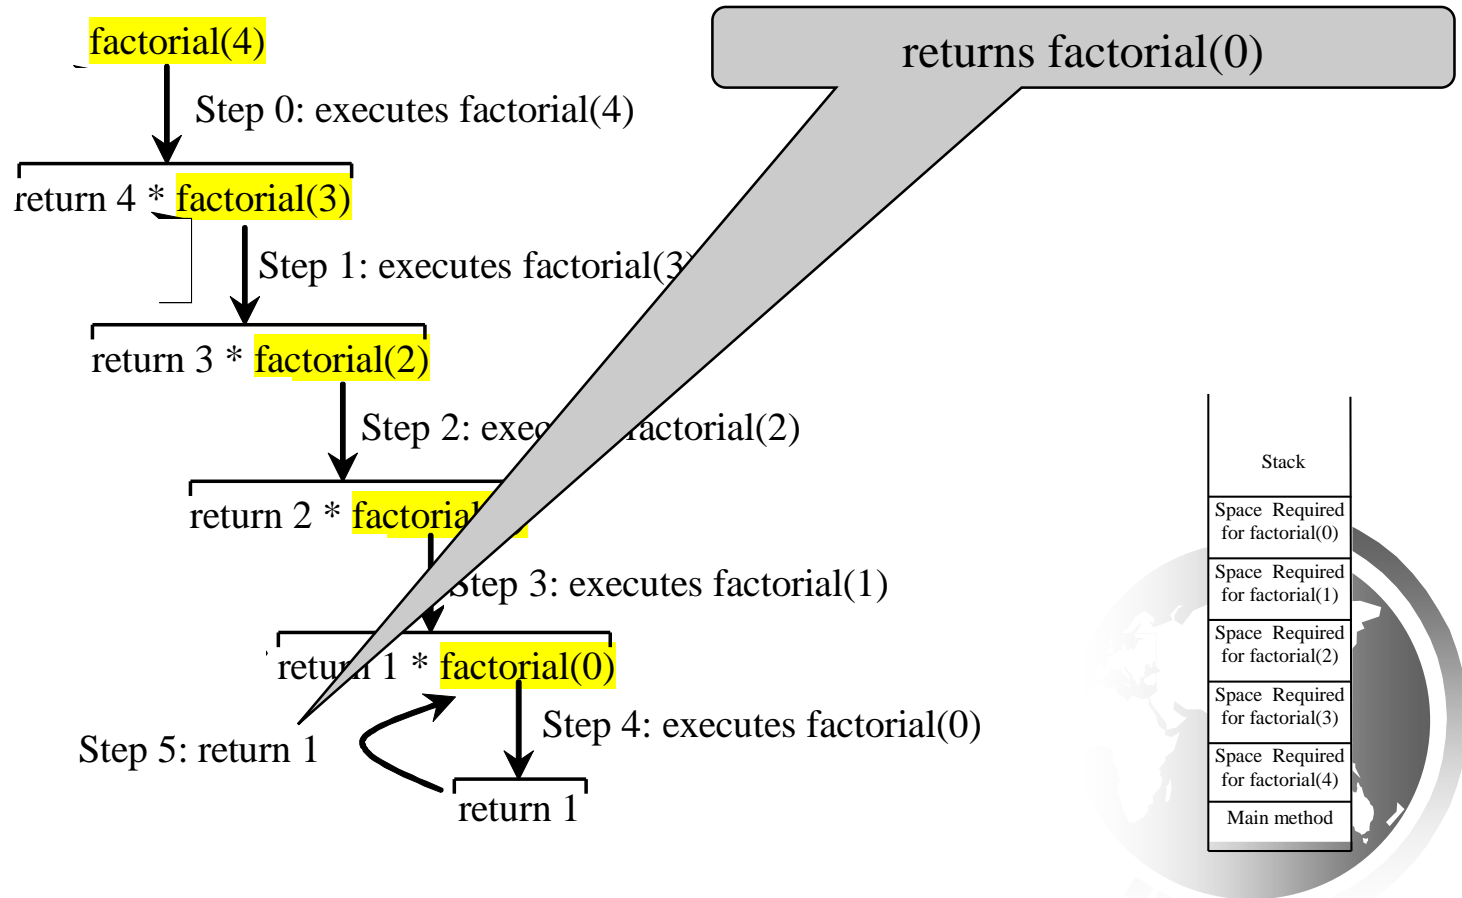 factorial(4)
returns factorial(0)
Step 0: executes factorial(4)
return 4 * factorial(3)
Step 1: executes factorial(3)
return 3 * factorial(2)
Step 2: executes factorial(2)
return 2 * factorial
Step 3: executes factorial(1)
return 1 * factorial(0)
Step 4: executes factorial(0)
Step 5: return 1
return 1
Stack
Space Required
for factorial(0)
Space Required
for factorial(1)
Space Required
for factorial(2)
Space Required
for factorial(3)
Space Required
for factorial(4)
Main method